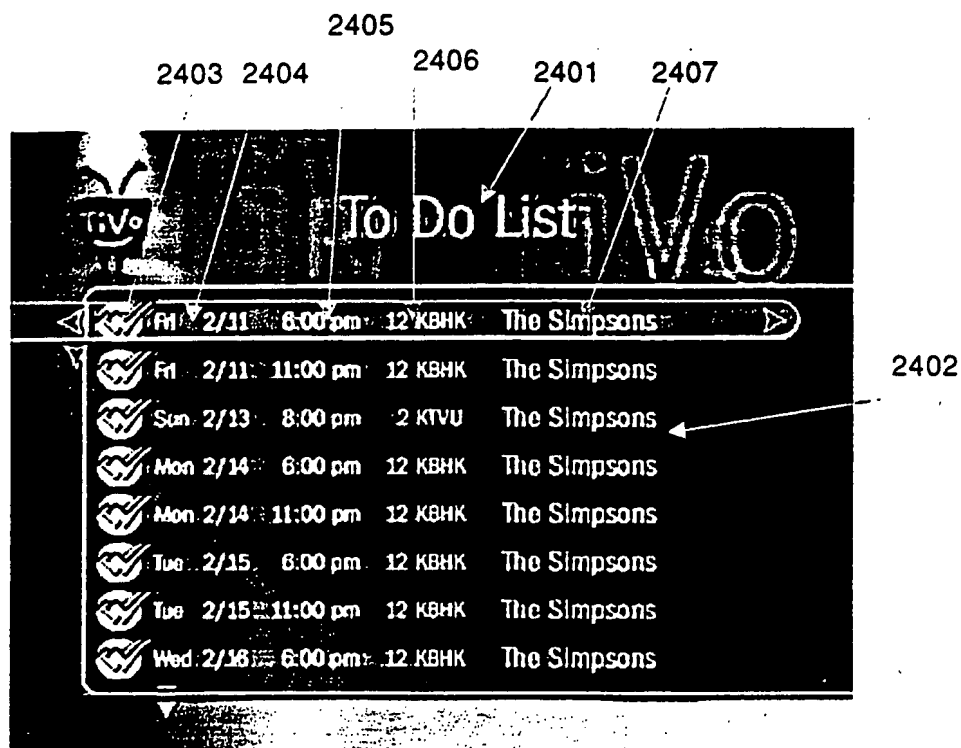 2405
2403 2404 2406 2401 2407
TiVo
To Do List
iVo
Fri 2/11 6:00 pm 12 KBHK The Simpsons
2402
Fri 2/11 11:00 pm 12 KBHK The Simpsons
Sun 2/13 8:00 pm 2 KTVU The Simpsons
Mon 2/14 6:00 pm 12 KBHK The Simpsons
Mon 2/14 11:00 pm 12 KBHK The Simpsons
Tue 2/15 6:00 pm 12 KBHK The Simpsons
Tue 2/15 11:00 pm 12 KBHK The Simpsons
Wed 2/16 6:00 pm 12 KBHK The Simpsons